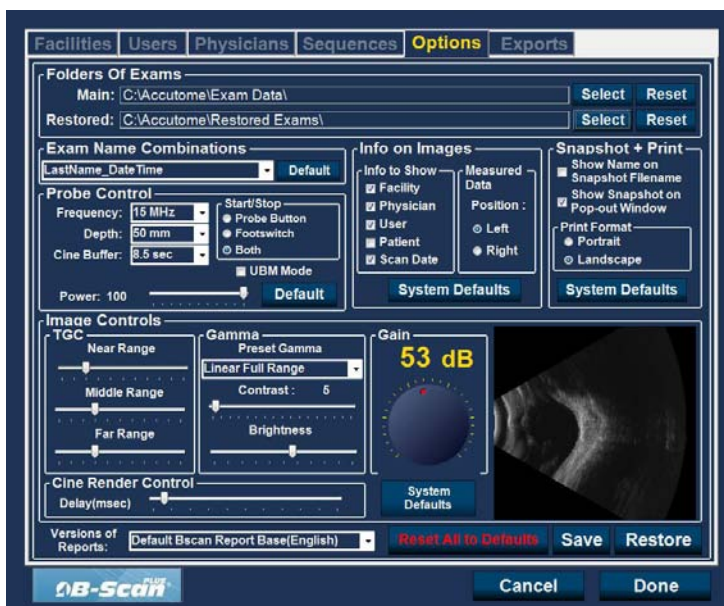 Facilities Users Physicians Sequences Options Exports
Folders Of Exams
Main: C:\Accutome\Exam Data\ Select Reset
Restored: C:\Accutome\Restored Exams\ Select Reset
Exam Name Combinations
LastName_DateTime Default
Probe Control
Frequency: 15 MHz
Depth: 50 mm
Cine Buffer: 8.5 sec
Start/Stop
Probe Button
Footswitch
Both
UBM Mode
Power: 100 Default
Info on Images
Info to Show
Facility
Physician
User
Patient
Scan Date
Measured
Data
Position :
Left
Right
System Defaults
Snapshot + Print
Show Name on
Snapshot Filename
Show Snapshot on
Pop-out Window
Print Format
Portrait
Landscape
System Defaults
Image Controls
TGC
Near Range
Middle Range
Far Range
Gamma
Preset Gamma
Linear Full Range
Contrast : 5
Brightness
Gain
53 dB
System
Defaults
Cine Render Control
Delay(msec)
Versions of
Reports:
Default Bscan Report Base(English)
Reset All to Defaults Save Restore
B-Scan PLUS
Cancel Done